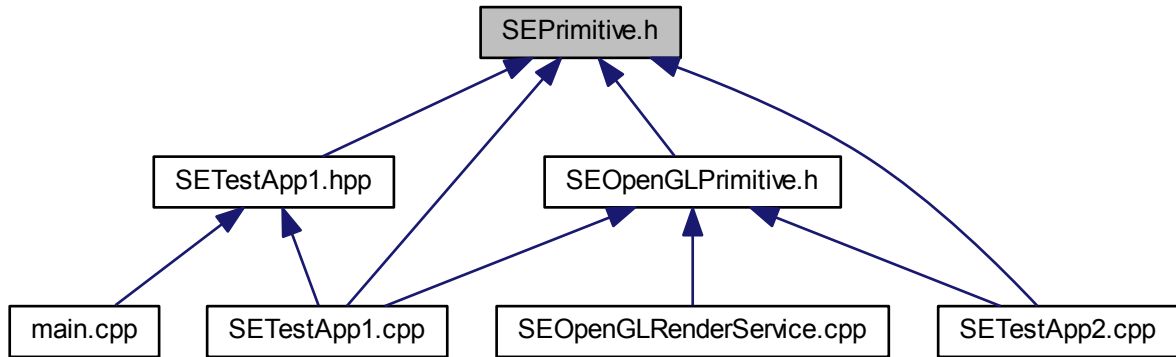 SEPrimitive.h
SETestApp1.hpp
SEOpenGLPrimitive.h
main.cpp
SETestApp1.cpp
SEOpenGLRenderService.cpp
SETestApp2.cpp